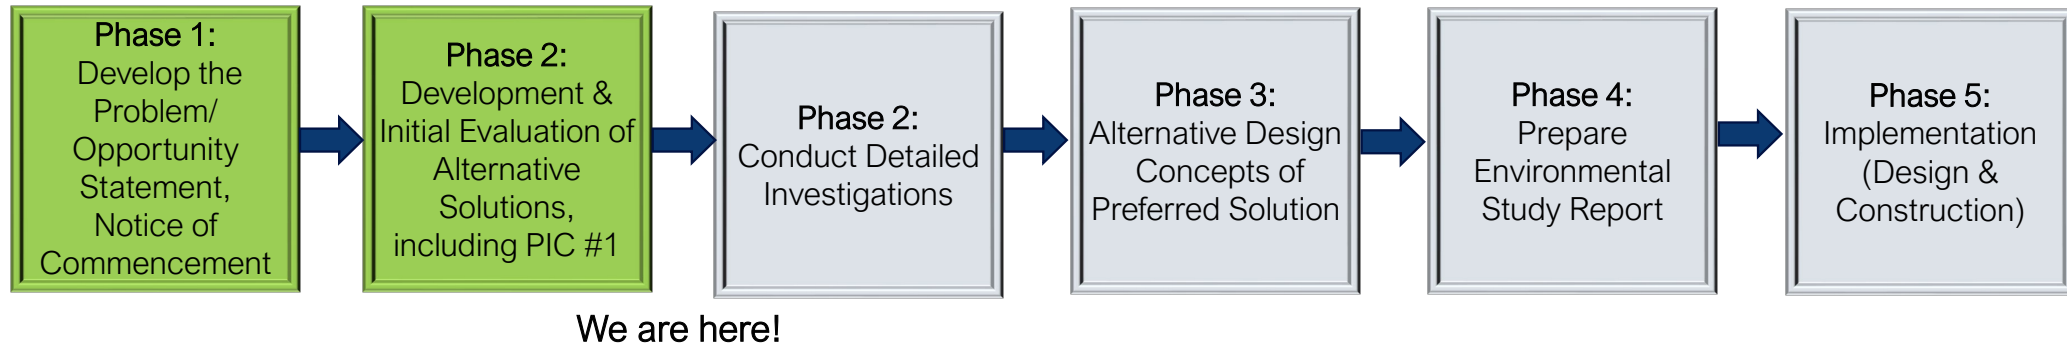 Phase 1:
Develop the
Problem/
Opportunity
Statement,
Notice of
Commencement
Phase 2:
Development &
Initial Evaluation of
Alternative
Solutions,
including PIC #1
Phase 2:
Conduct Detailed
Investigations
Phase 3:
Alternative Design
Concepts of
Preferred Solution
Phase 4:
Prepare
Environmental
Study Report
Phase 5:
Implementation
(Design &
Construction)
We are here!